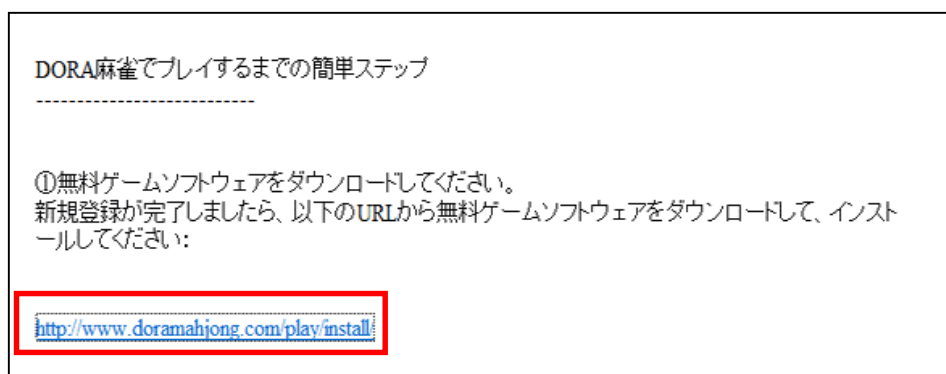 DORA麻雀でプレイするまでの簡単ステップ
---------------------------
①無料ゲームソフトウェアをダウンロードしてください。
新規登録が完了しましたら、以下のURLから無料ゲームソフトウェアをダウンロードして、インスト
ールしてください：
http://www.doramahjong.com/play/install/